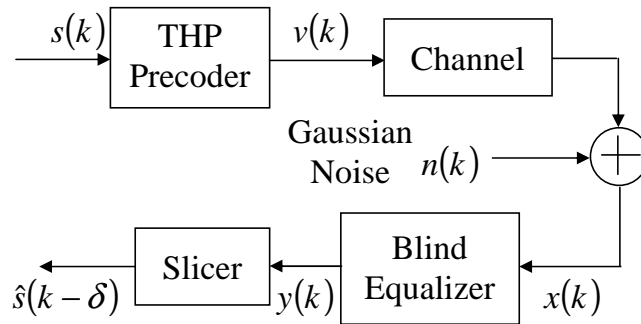 s(k)
THP
Precoder
v(k)
Channel
Gaussian
Noise
n(k)
+
Slicer
Blind
Equalizer
ŝ(k − δ)
y(k)
x(k)